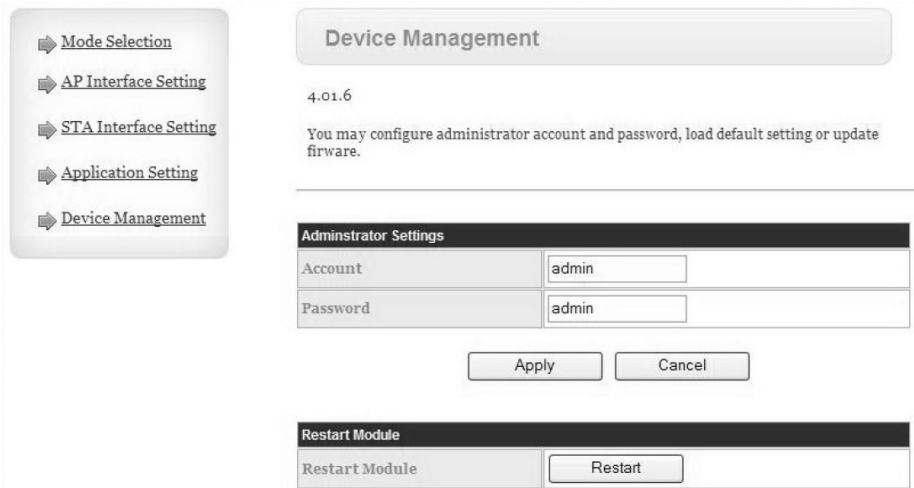 Mode Selection
AP Interface Setting
STA Interface Setting
Application Setting
Device Management
Device Management
4.01.6
You may configure administrator account and password, load default setting or update
firware.
Adminstrator Settings
Account admin
Password admin
Apply Cancel
Restart Module
Restart Module Restart